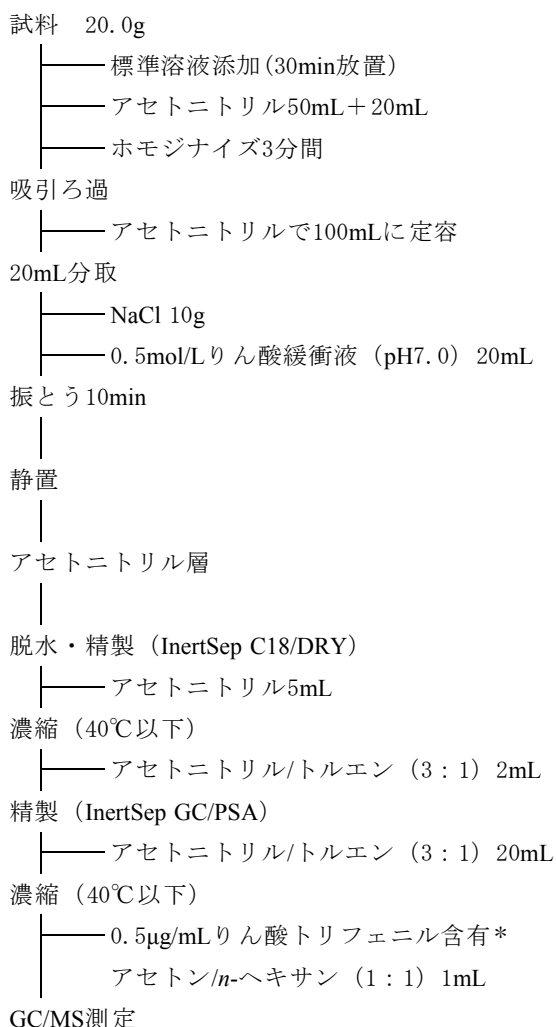 試料 20.0g
標準溶液添加(30min放置)
アセトニトリル50mL＋20mL
ホモジナイズ3分間
吸引ろ過
アセトニトリルで100mLに定容
20mL分取
NaCl 10g
0.5mol/Lりん酸緩衝液（pH7.0）20mL
振とう10min
静置
アセトニトリル層
脱水・精製（InertSep C18/DRY）
アセトニトリル5mL
濃縮（40℃以下）
アセトニトリル/トルエン（3：1）2mL
精製（InertSep GC/PSA）
アセトニトリル/トルエン（3：1）20mL
濃縮（40℃以下）
0.5μg/mLりん酸トリフェニル含有*
アセトン/n-ヘキサン（1：1）1mL
GC/MS測定